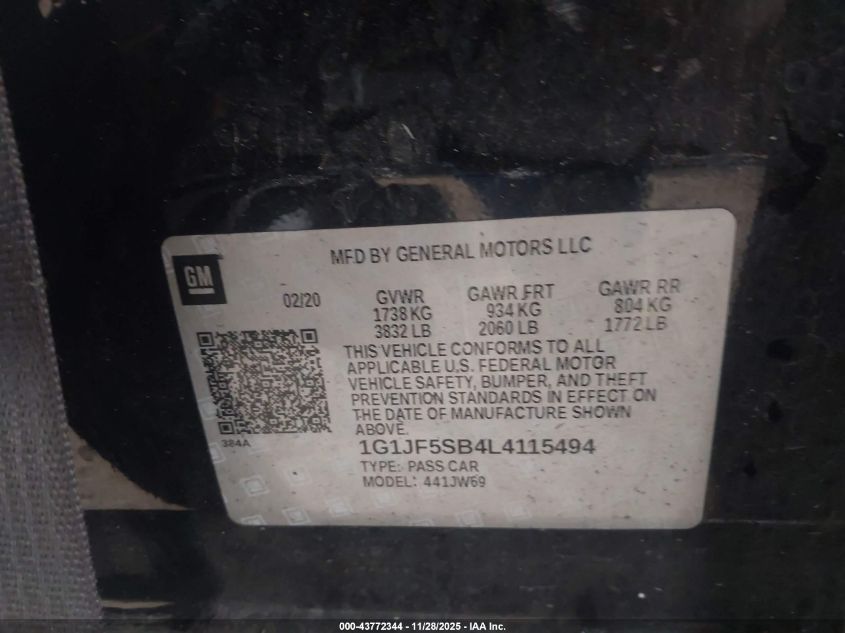 MFD BY GENERAL MOTORS LLC
GM
02/20 GVWR GAWR FRT GAWR RR
1738 KG 934 KG 804 KG
3832 LB 2060 LB 1772 LB
THIS VEHICLE CONFORMS TO ALL
APPLICABLE U.S. FEDERAL MOTOR
VEHICLE SAFETY, BUMPER, AND THEFT
PREVENTION STANDARDS IN EFFECT ON
THE DATE OF MANUFACTURE SHOWN
ABOVE.
384A
1G1JF5SB4L4115494
TYPE: PASS CAR
MODEL: 441JW69
000-43772344 | 11/28/2025 - IAA Inc.